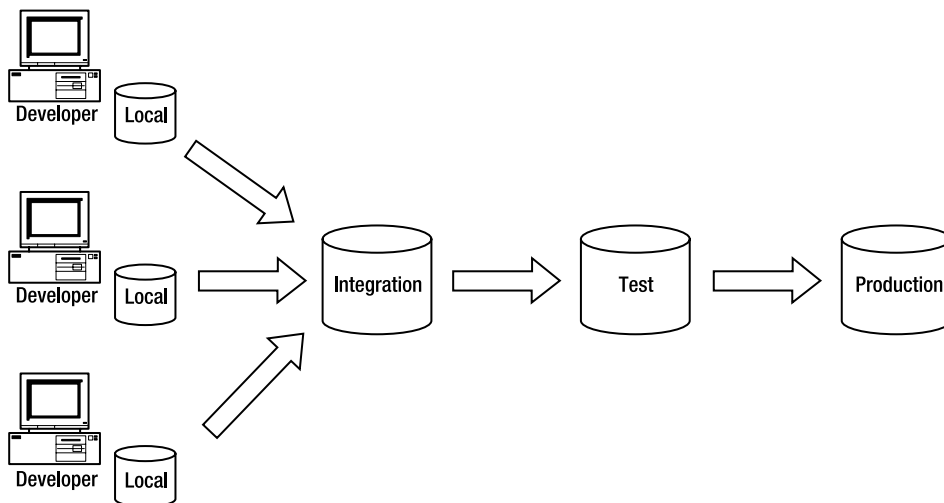 Developer
Local
Developer
Local
Integration
Test
Production
Developer
Local